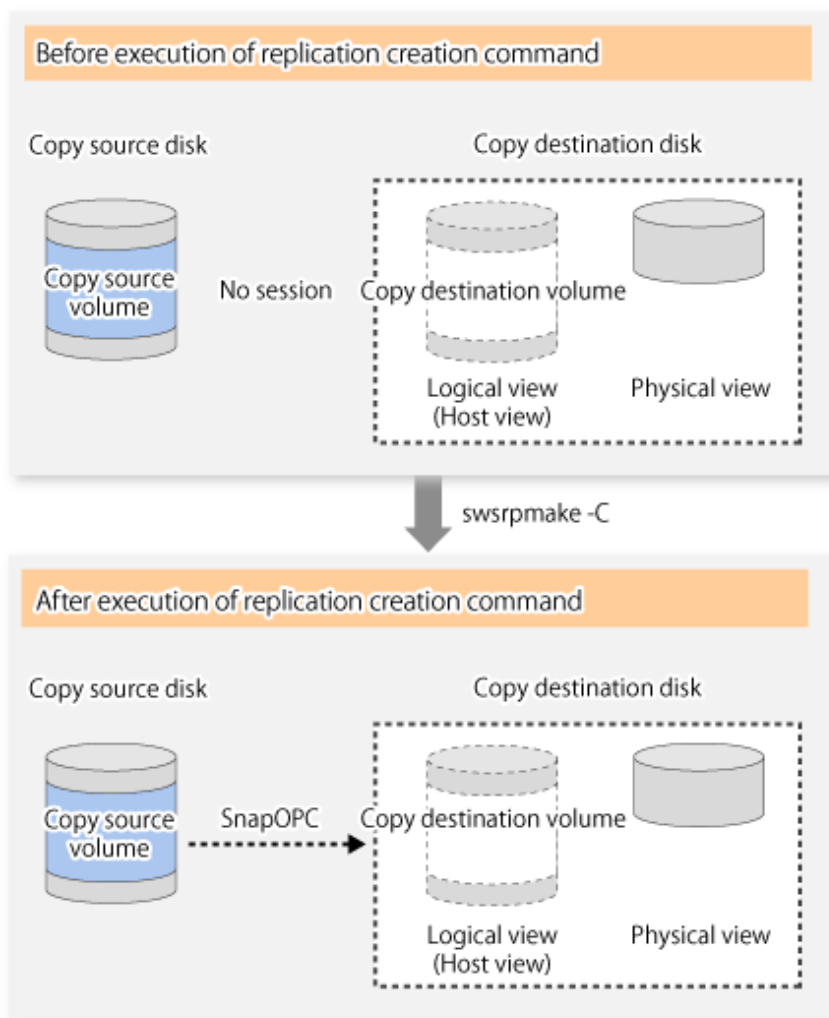 Before execution of replication creation command
Copy source disk
Copy destination disk
Copy source
volume
No session
Copy destination volume
Logical view
(Host view)
Physical view
swsrpmake -C
After execution of replication creation command
Copy source disk
Copy destination disk
Copy source
volume
SnapOPC
Copy destination volume
Logical view
(Host view)
Physical view